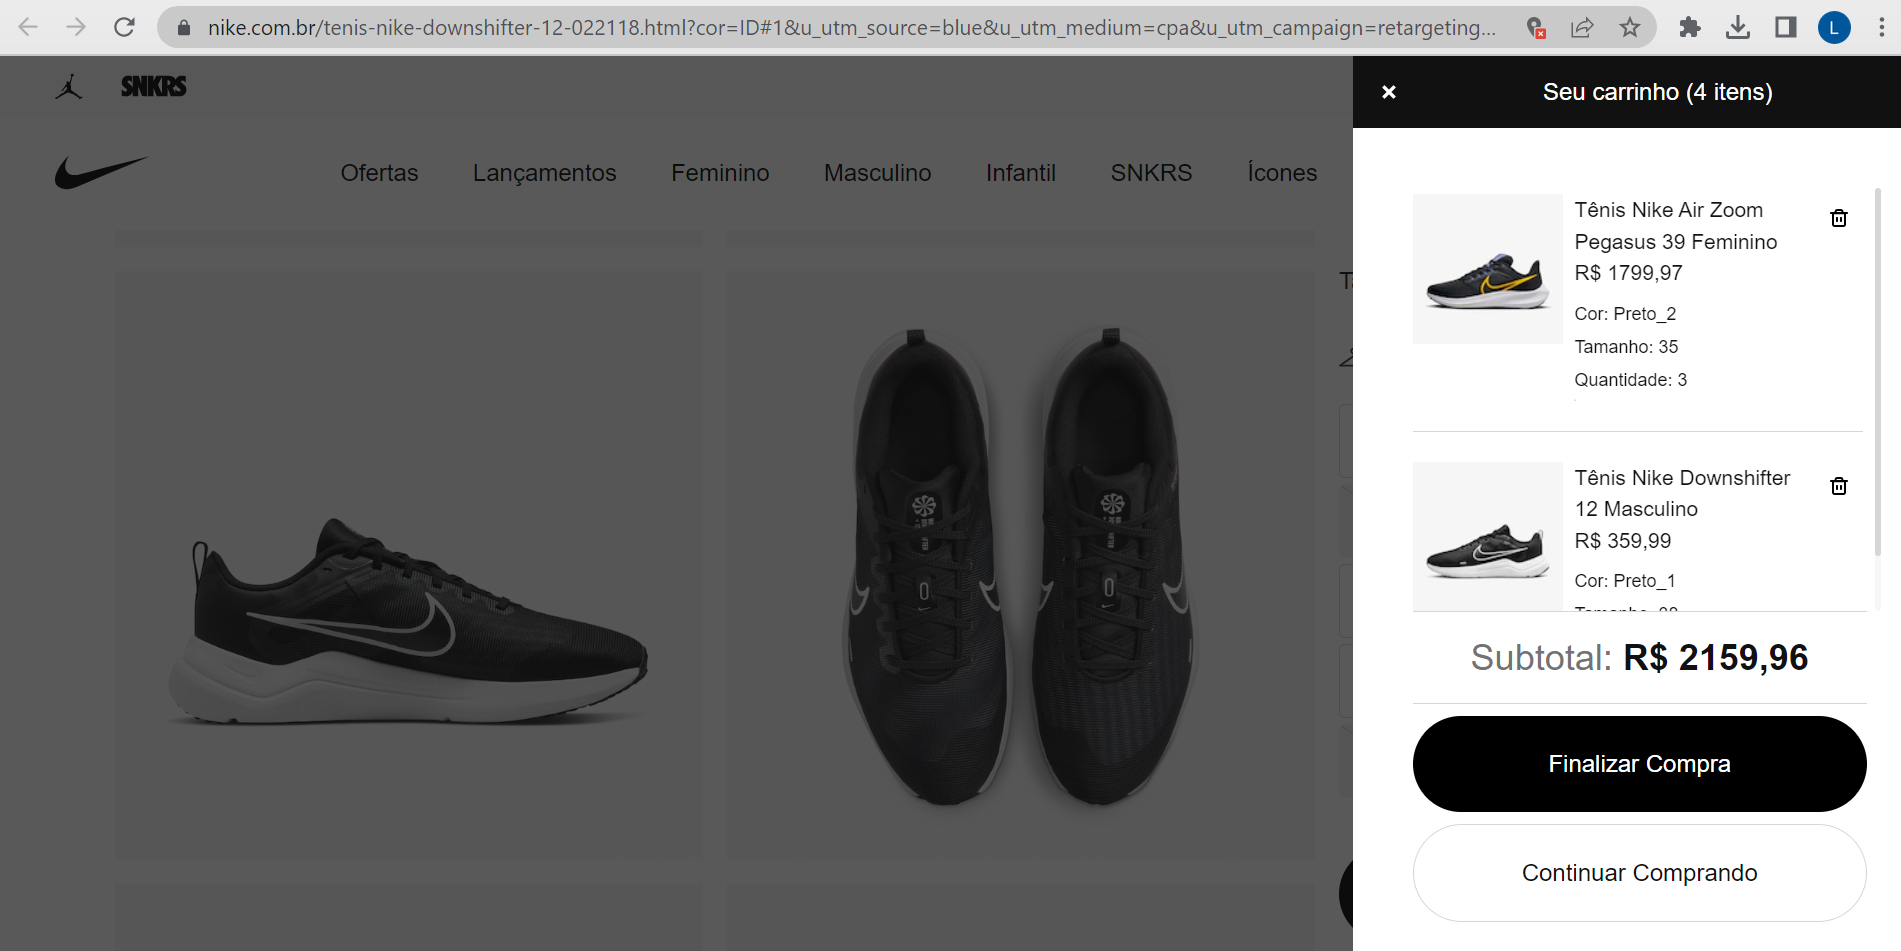 nike.com.br/tenis-nike-downshifter-12-022118.html?cor=ID#1&u_utm_source=blue&u_utm_medium=cpa&u_utm_campaign=retargeting...
L
SNKRS
Seu carrinho (4 itens)
Ofertas Lançamentos Feminino Masculino Infantil SNKRS Ícones
Tênis Nike Air Zoom
Pegasus 39 Feminino
R$ 1799,97
Cor: Preto_2
Tamanho: 35
Quantidade: 3
Tênis Nike Downshifter
12 Masculino
R$ 359,99
Cor: Preto_1
Subtotal: R$ 2159,96
Finalizar Compra
Continuar Comprando